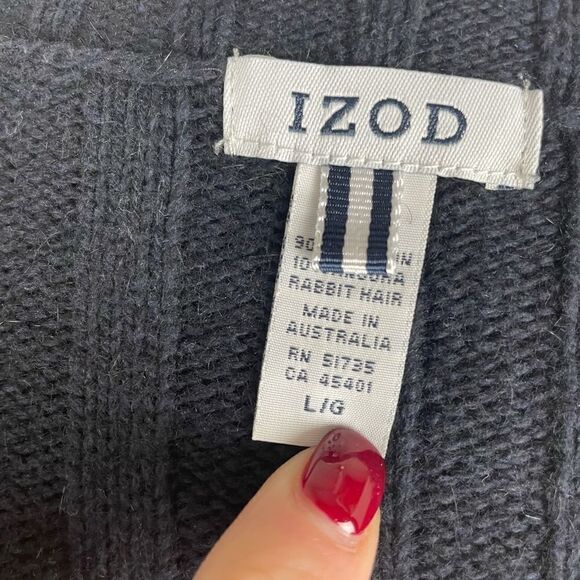 IZOD
90
10
RABBIT HAIR
MADE IN
AUSTRALIA
RN 51735
CA 45401
L/G